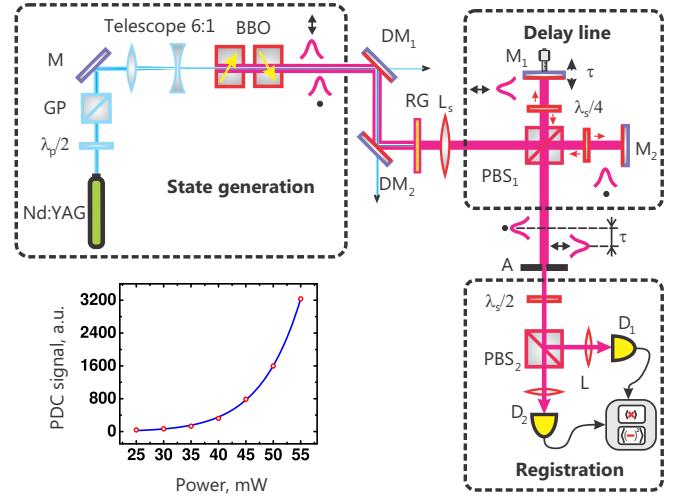 Telescope 6:1
BBO
DM1
M
GP
λp/2
Nd:YAG
State generation
DM2
RG
Ls
Delay line
M1
τ
λs/4
M2
PBS1
τ
A
λs/2
PBS2
D1
L
D2
(×)
(−)²
Registration
PDC signal, a.u.
3200
2400
1600
800
0
25 30 35 40 45 50 55
Power, mW